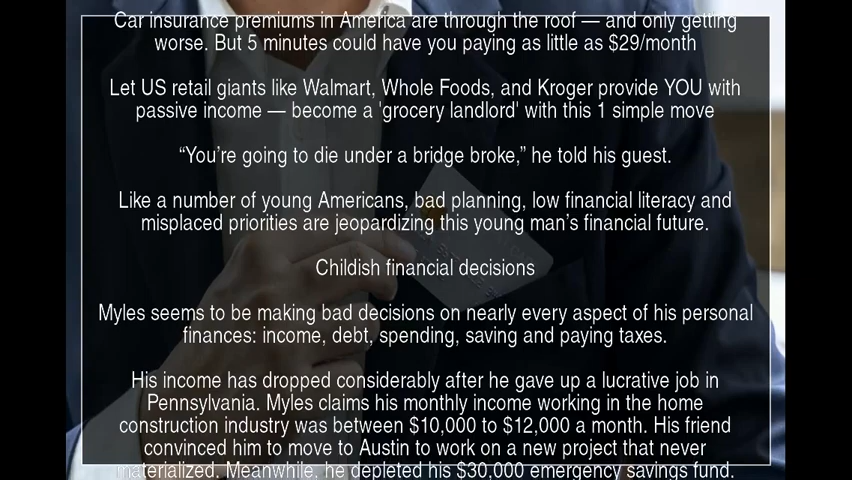 Car insurance premiums in America are through the roof — and only getting
worse. But 5 minutes could have you paying as little as $29/month
Let US retail giants like Walmart, Whole Foods, and Kroger provide YOU with
passive income — become a 'grocery landlord' with this 1 simple move
“You’re going to die under a bridge broke,” he told his guest.
Like a number of young Americans, bad planning, low financial literacy and
misplaced priorities are jeopardizing this young man’s financial future.
Childish financial decisions
Myles seems to be making bad decisions on nearly every aspect of his personal
finances: income, debt, spending, saving and paying taxes.
His income has dropped considerably after he gave up a lucrative job in
Pennsylvania. Myles claims his monthly income working in the home
construction industry was between $10,000 to $12,000 a month. His friend
convinced him to move to Austin to work on a new project that never
materialized. Meanwhile, he depleted his $30,000 emergency savings fund.